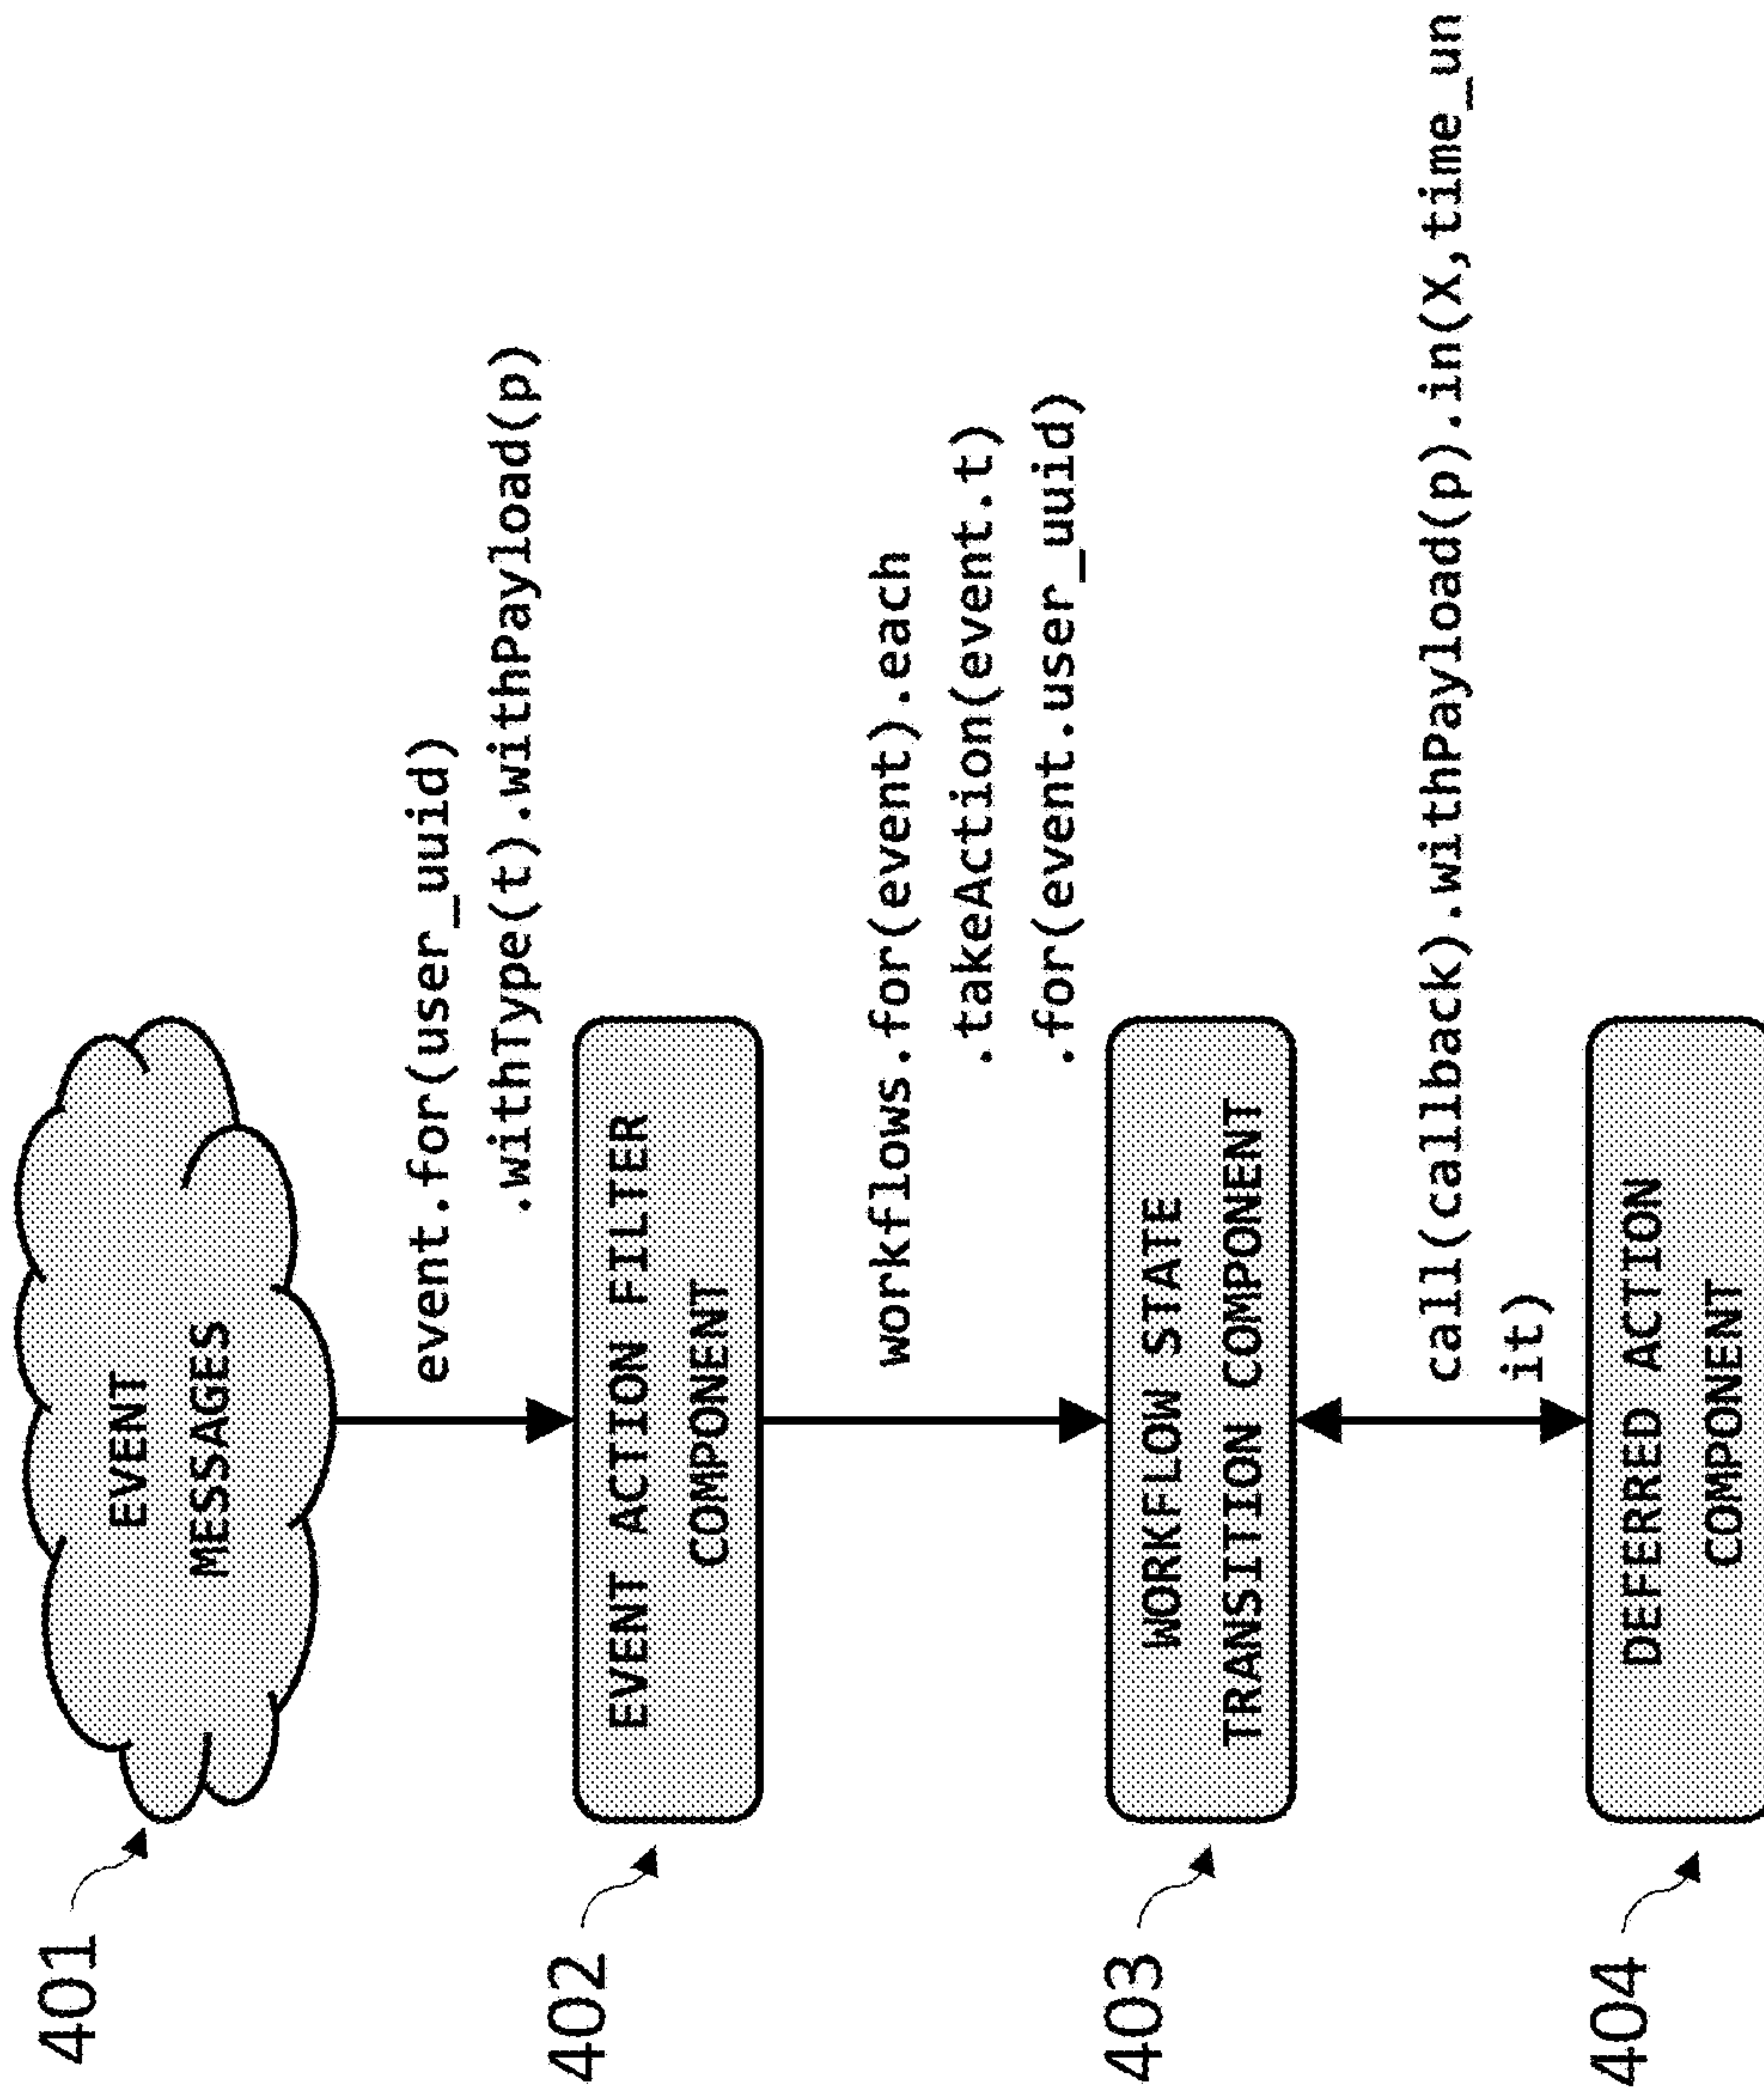 401
EVENT
MESSAGES
event.for(user_uuid)
.withType(t).withPayload(p)
402
EVENT ACTION FILTER
COMPONENT
workflows.for(event).each
.takeAction(event.t)
.for(event.user_uuid)
403
WORKFLOW STATE
TRANSITION COMPONENT
call(callback).withPayload(p).in(X,time_un
it)
404
DEFERRED ACTION
COMPONENT